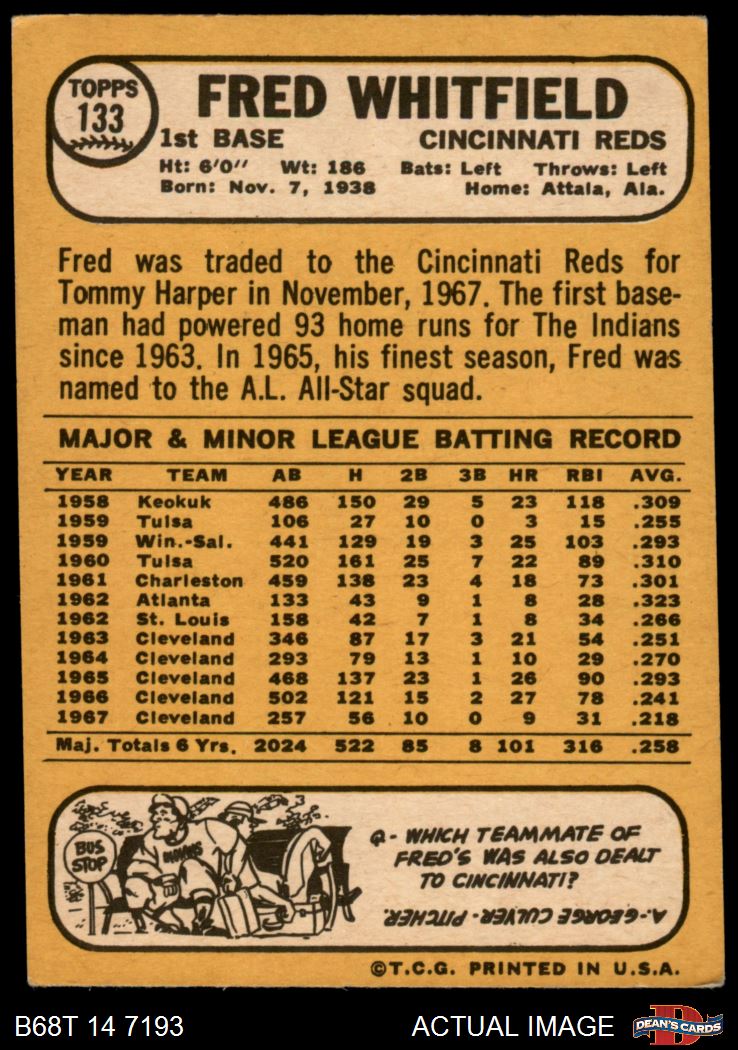 TOPPS
133
FRED WHITFIELD
1st BASE CINCINNATI REDS
Ht: 6'0" Wt: 186 Bats: Left Throws: Left
Born: Nov. 7, 1938 Home: Attala, Ala.
Fred was traded to the Cincinnati Reds for
Tommy Harper in November, 1967. The first base-
man had powered 93 home runs for The Indians
since 1963. In 1965, his finest season, Fred was
named to the A.L. All-Star squad.
MAJOR & MINOR LEAGUE BATTING RECORD
YEAR TEAM AB H 2B 3B HR RBI AVG.
1958 Keokuk 486 150 29 5 23 118 .309
1959 Tulsa 106 27 10 0 3 15 .255
1959 Win.-Sal. 441 129 19 3 25 103 .293
1960 Tulsa 520 161 25 7 22 89 .310
1961 Charleston 459 138 23 4 18 73 .301
1962 Atlanta 133 43 9 1 8 28 .323
1962 St. Louis 158 42 7 1 8 34 .266
1963 Cleveland 346 87 17 3 21 54 .251
1964 Cleveland 293 79 13 1 10 29 .270
1965 Cleveland 468 137 23 1 26 90 .293
1966 Cleveland 502 121 15 2 27 78 .241
1967 Cleveland 257 56 10 0 9 31 .218
Maj. Totals 6 Yrs. 2024 522 85 8 101 316 .258
BUS
STOP
INDIANS
Q - WHICH TEAMMATE OF
FRED'S WAS ALSO DEALT
TO CINCINNATI?
A.-GEORGE CULVER - PITCHER
©T.C.G. PRINTED IN U.S.A.
B68T 14 7193 ACTUAL IMAGE
D
DEAN'S CARDS